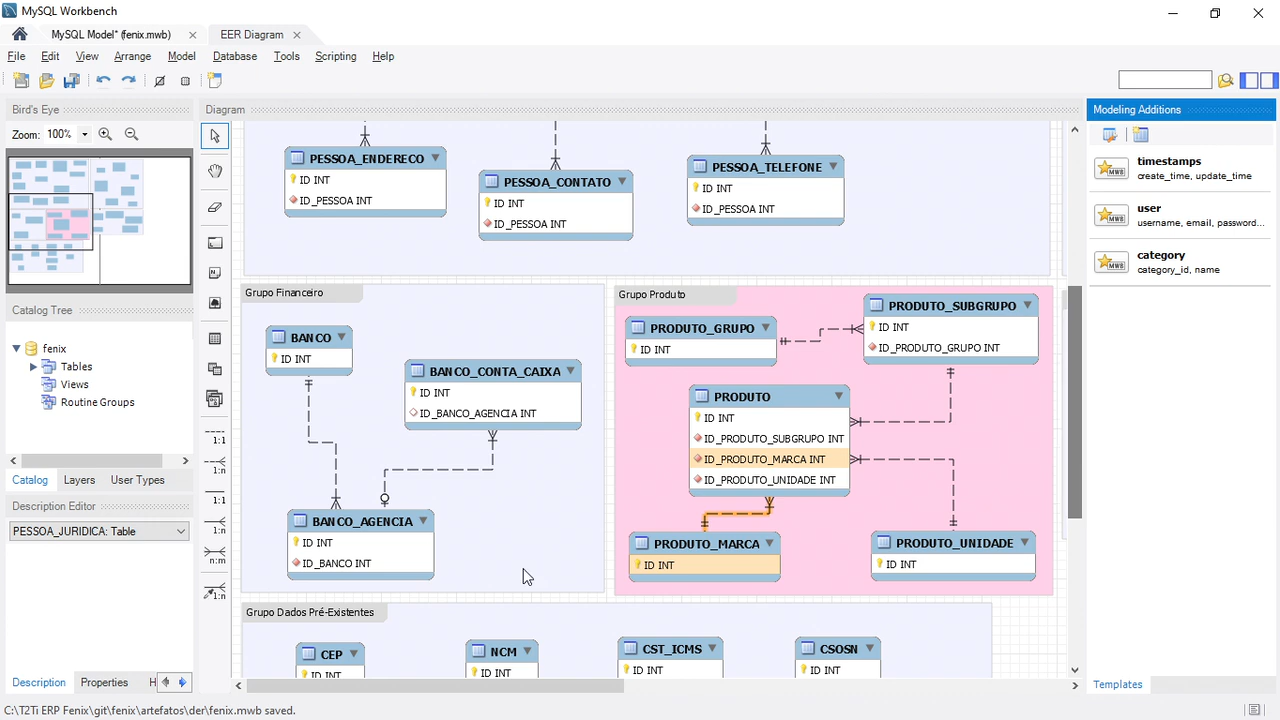 MySQL Workbench
MySQL Model* (fenix.mwb)
EER Diagram
File Edit View Arrange Model Database Tools Scripting Help
Bird's Eye
Zoom: 100%
Catalog Tree
fenix
Tables
Views
Routine Groups
Catalog Layers User Types
Description Editor
PESSOA_JURIDICA: Table
Description Properties H
1:1
1:n
1:1
1:n
n:m
1:n
Diagram
PESSOA_ENDERECO
ID INT
ID_PESSOA INT
PESSOA_CONTATO
ID INT
ID_PESSOA INT
PESSOA_TELEFONE
ID INT
ID_PESSOA INT
Grupo Financeiro
BANCO
ID INT
BANCO_CONTA_CAIXA
ID INT
ID_BANCO_AGENCIA INT
BANCO_AGENCIA
ID INT
ID_BANCO INT
Grupo Produto
PRODUTO_GRUPO
ID INT
PRODUTO_SUBGRUPO
ID INT
ID_PRODUTO_GRUPO INT
PRODUTO
ID INT
ID_PRODUTO_SUBGRUPO INT
ID_PRODUTO_MARCA INT
ID_PRODUTO_UNIDADE INT
PRODUTO_MARCA
ID INT
PRODUTO_UNIDADE
ID INT
Grupo Dados Pré-Existentes
CEP
ID INT
NCM
ID INT
CST_ICMS
ID INT
CSOSN
ID INT
Modeling Additions
MWB
timestamps
create_time, update_time
MWB
user
username, email, password...
MWB
category
category_id, name
Templates
C:\T2Ti ERP Fenix\git\fenix\artefatos\der\fenix.mwb saved.